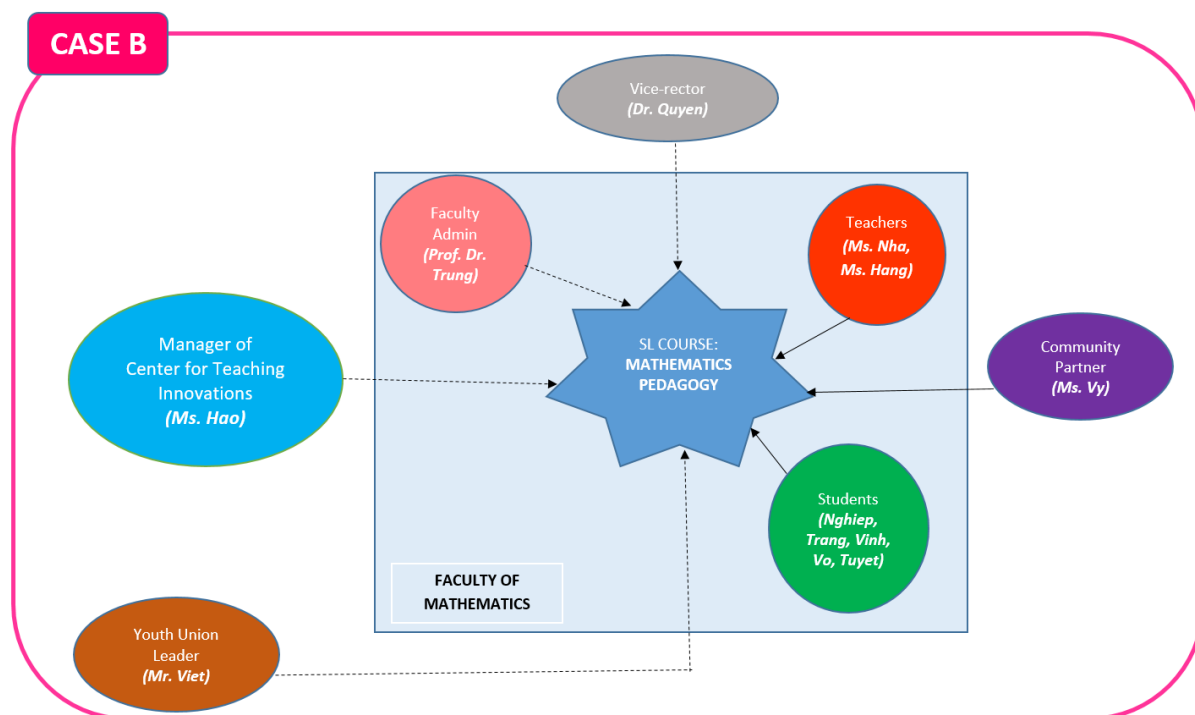 CASE B
Vice-rector
(Dr. Quyen)
Faculty
Admin
(Prof. Dr.
Trung)
Teachers
(Ms. Nha,
Ms. Hang)
Manager of
Center for Teaching
Innovations
(Ms. Hao)
SL COURSE:
MATHEMATICS
PEDAGOGY
Community
Partner
(Ms. Vy)
Students
(Nghiep,
Trang, Vinh,
Vo, Tuyet)
FACULTY OF
MATHEMATICS
Youth Union
Leader
(Mr. Viet)